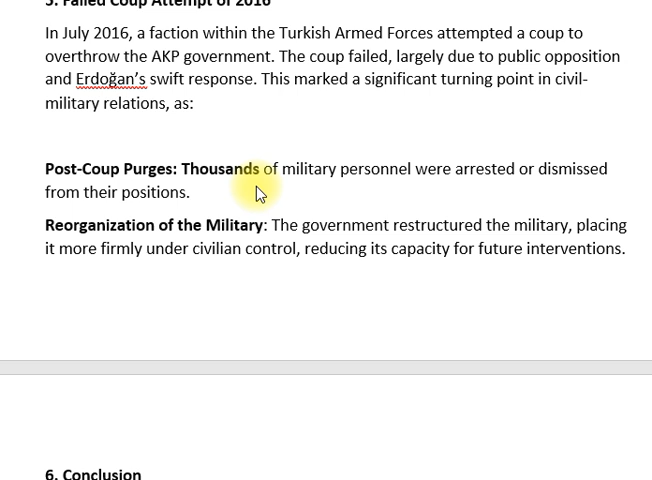 5. Failed Coup Attempt of 2016
In July 2016, a faction within the Turkish Armed Forces attempted a coup to
overthrow the AKP government. The coup failed, largely due to public opposition
and Erdoğan’s swift response. This marked a significant turning point in civil-
military relations, as:
Post-Coup Purges: Thousands of military personnel were arrested or dismissed
from their positions.
Reorganization of the Military: The government restructured the military, placing
it more firmly under civilian control, reducing its capacity for future interventions.
6. Conclusion